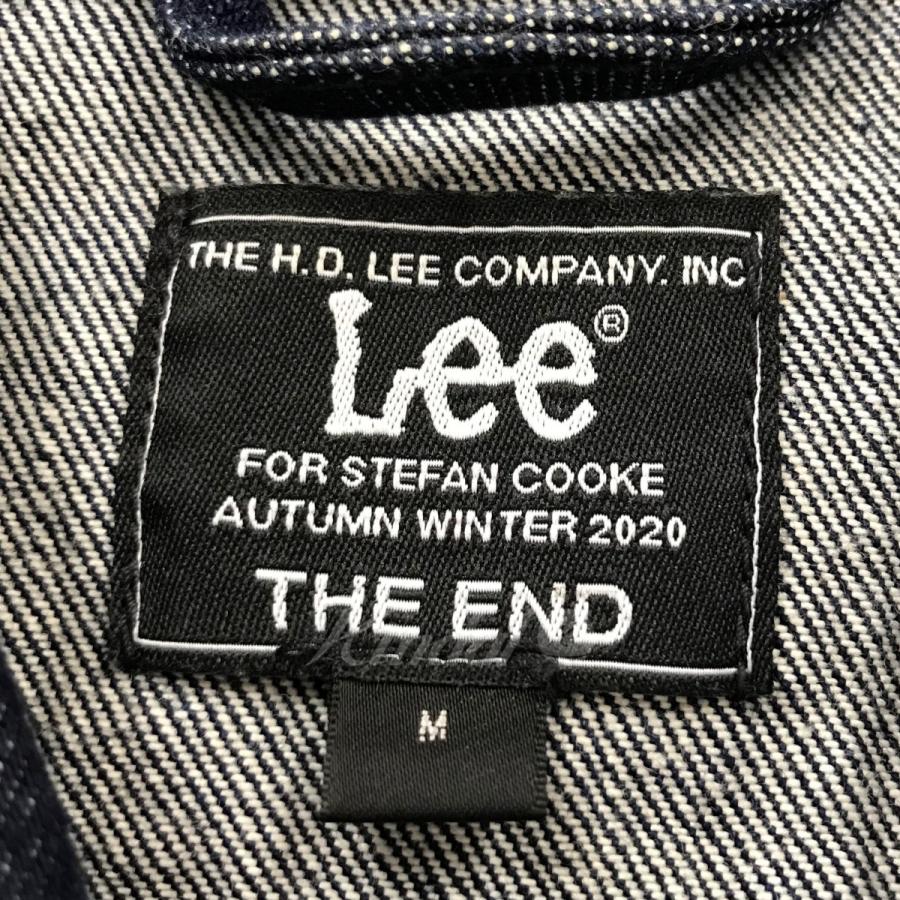 THE H.D. LEE COMPANY. INC
Lee®
FOR STEFAN COOKE
AUTUMN WINTER 2020
THE END
M